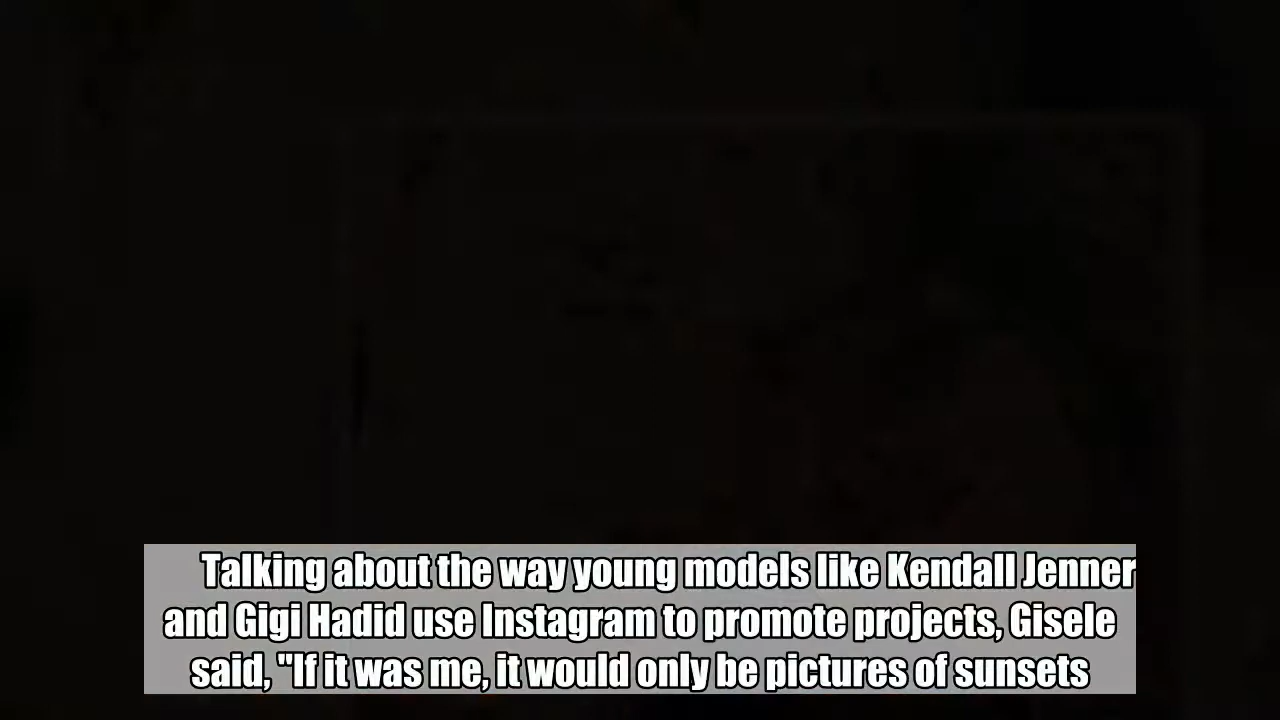 Talking about the way young models like Kendall Jenner
and Gigi Hadid use Instagram to promote projects, Gisele
said, "If it was me, it would only be pictures of sunsets